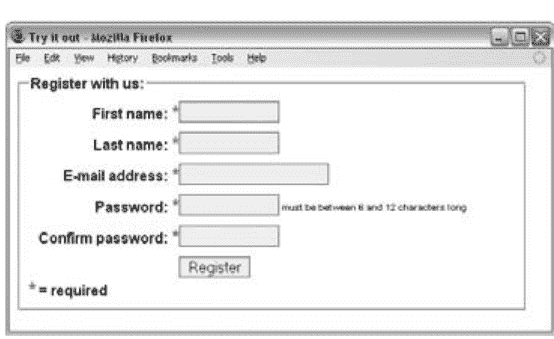 Try it out - Mozilla Firefox
File Edit View History Bookmarks Tools Help
Register with us:
First name: *
Last name: *
E-mail address: *
Password: * must be between 6 and 12 characters long
Confirm password: *
Register
* = required